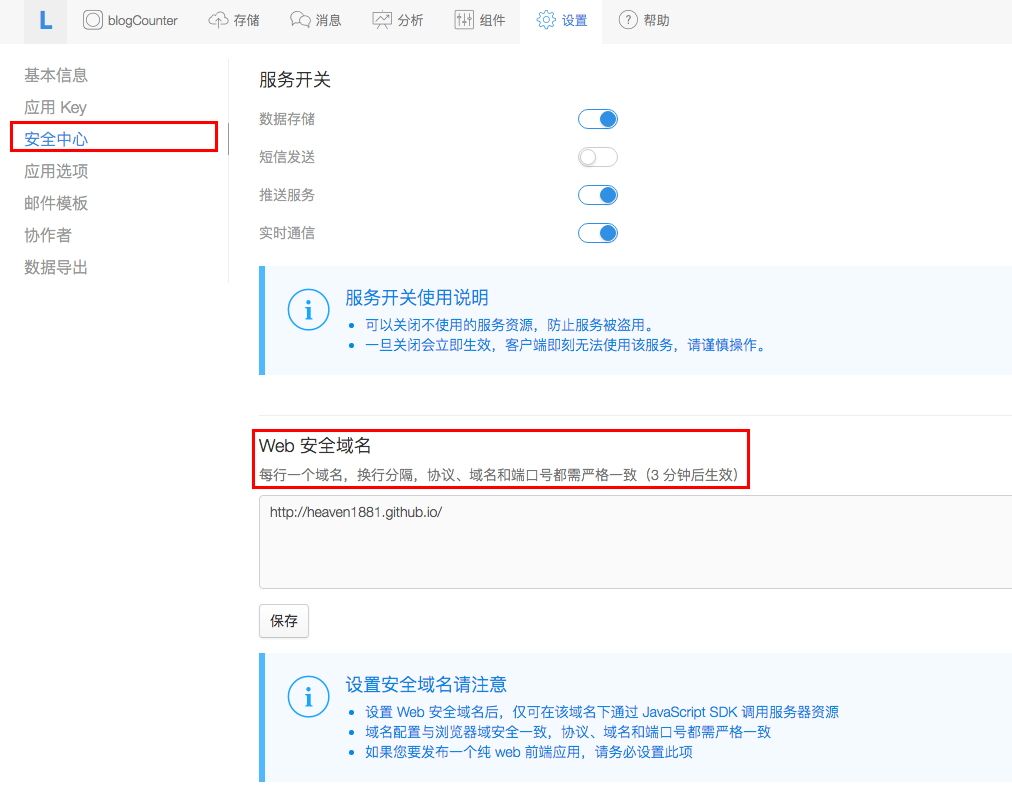 L blogCounter 存储 消息 分析 组件 设置 ? 帮助
基本信息
应用 Key
安全中心
应用选项
邮件模板
协作者
数据导出
服务开关
数据存储
短信发送
推送服务
实时通信
i
服务开关使用说明
可以关闭不使用的服务资源，防止服务被盗用。
一旦关闭会立即生效，客户端即刻无法使用该服务，请谨慎操作。
Web 安全域名
每行一个域名，换行分隔，协议、域名和端口号都需严格一致（3 分钟后生效）
http://heaven1881.github.io/
保存
i
设置安全域名请注意
设置 Web 安全域名后，仅可在该域名下通过 JavaScript SDK 调用服务器资源
域名配置与浏览器域安全一致，协议、域名和端口号都需严格一致
如果您要发布一个纯 web 前端应用，请务必设置此项